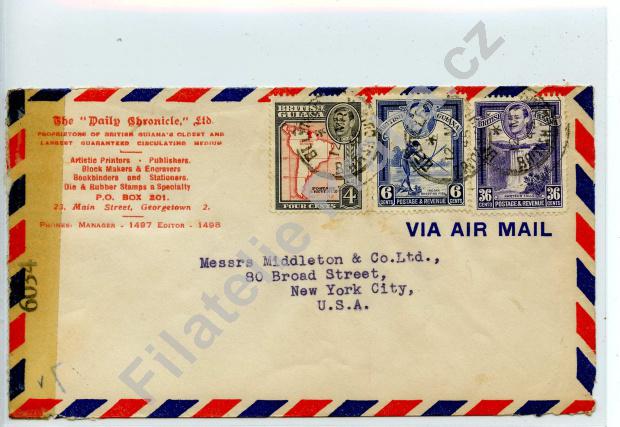 The "Daily Chronicle," Ltd.
PROPRIETORS OF BRITISH GUIANA'S OLDEST AND
LARGEST GUARANTEED CIRCULATING MEDIUM
Artistic Printers - Publishers.
Block Makers & Engravers
Bookbinders and Stationers.
Die & Rubber Stamps a Specialty
P.O. BOX 201.
23, Main Street, Georgetown 2.
PHONES: MANAGER - 1497 EDITOR - 1498
BRITISH
GUIANA
4
FOUR CENTS
6
CENTS
POSTAGE & REVENUE
6
CENTS
BRITISH
36
CENTS
POSTAGE & REVENUE
36
CENTS
VIA AIR MAIL
Messrs Middleton & Co.Ltd.,
80 Broad Street,
New York City,
U.S.A.
6034